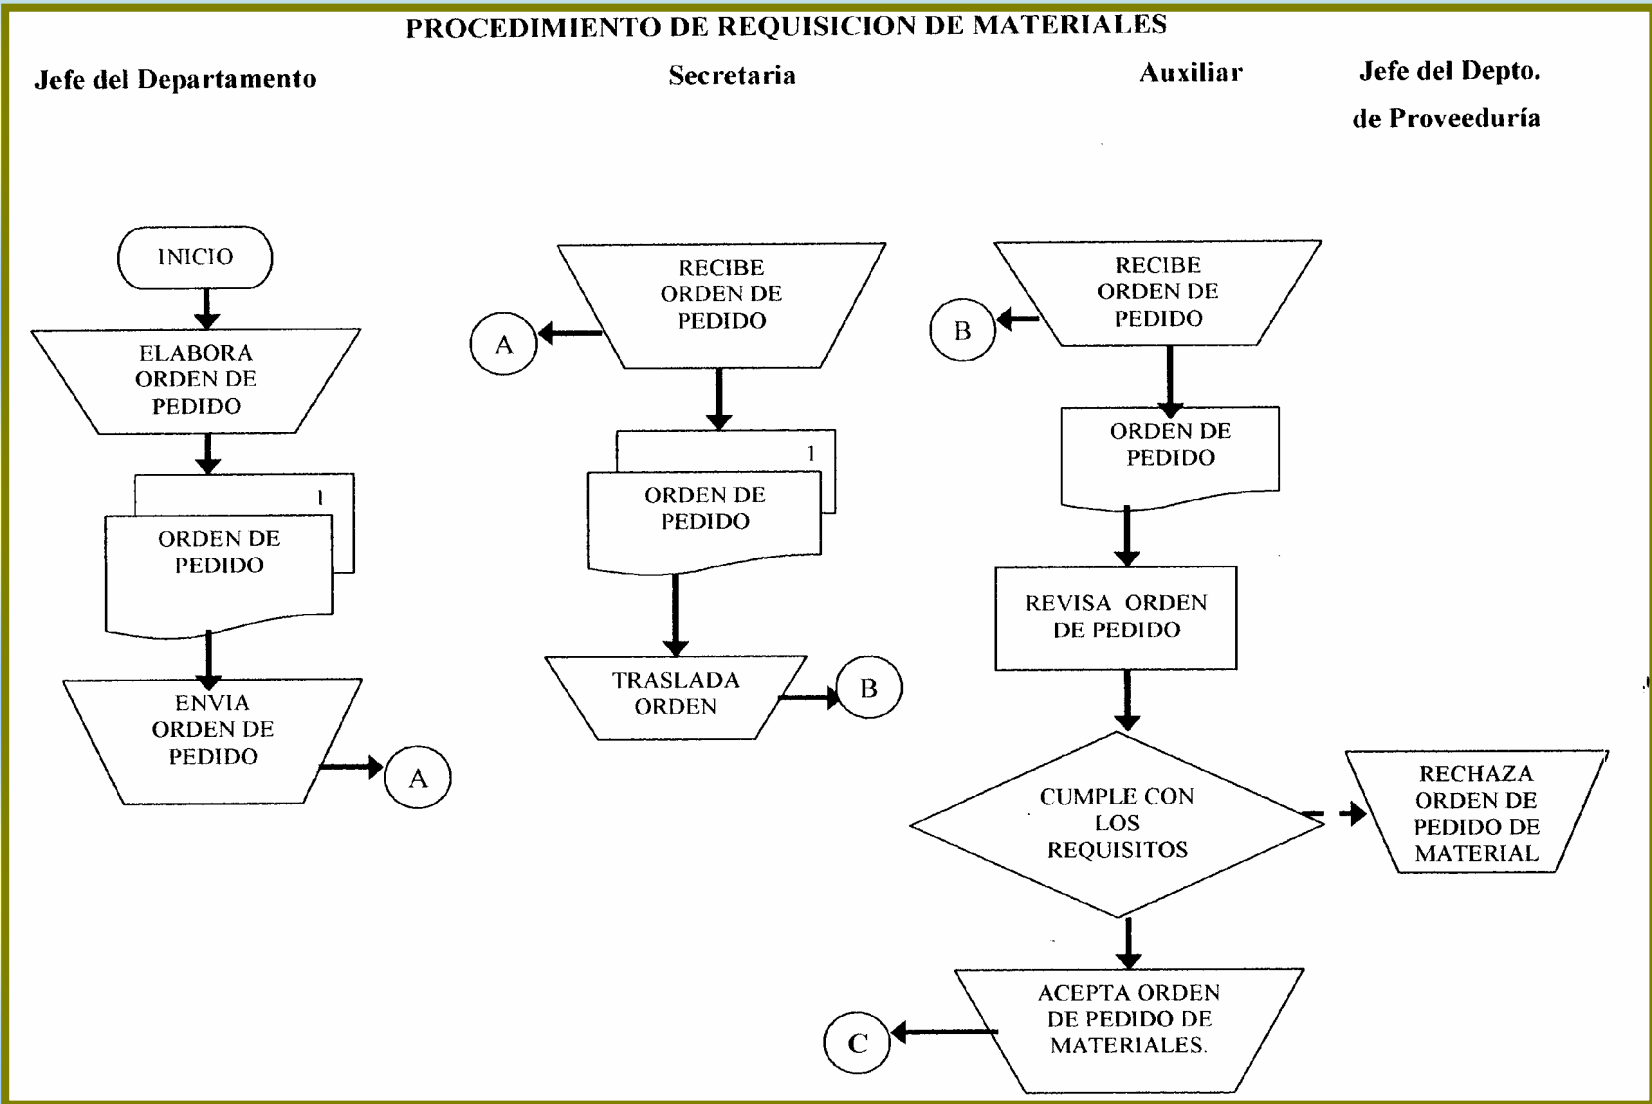 PROCEDIMIENTO DE REQUISICION DE MATERIALES
Jefe del Departamento
Secretaria
Auxiliar
Jefe del Depto.
de Proveeduría
INICIO
ELABORA
ORDEN DE
PEDIDO
1
ORDEN DE
PEDIDO
ENVIA
ORDEN DE
PEDIDO
A
RECIBE
ORDEN DE
PEDIDO
A
1
ORDEN DE
PEDIDO
TRASLADA
ORDEN
B
RECIBE
ORDEN DE
PEDIDO
B
ORDEN DE
PEDIDO
REVISA ORDEN
DE PEDIDO
CUMPLE CON
LOS
REQUISITOS
RECHAZA
ORDEN DE
PEDIDO DE
MATERIAL
ACEPTA ORDEN
DE PEDIDO DE
MATERIALES.
C